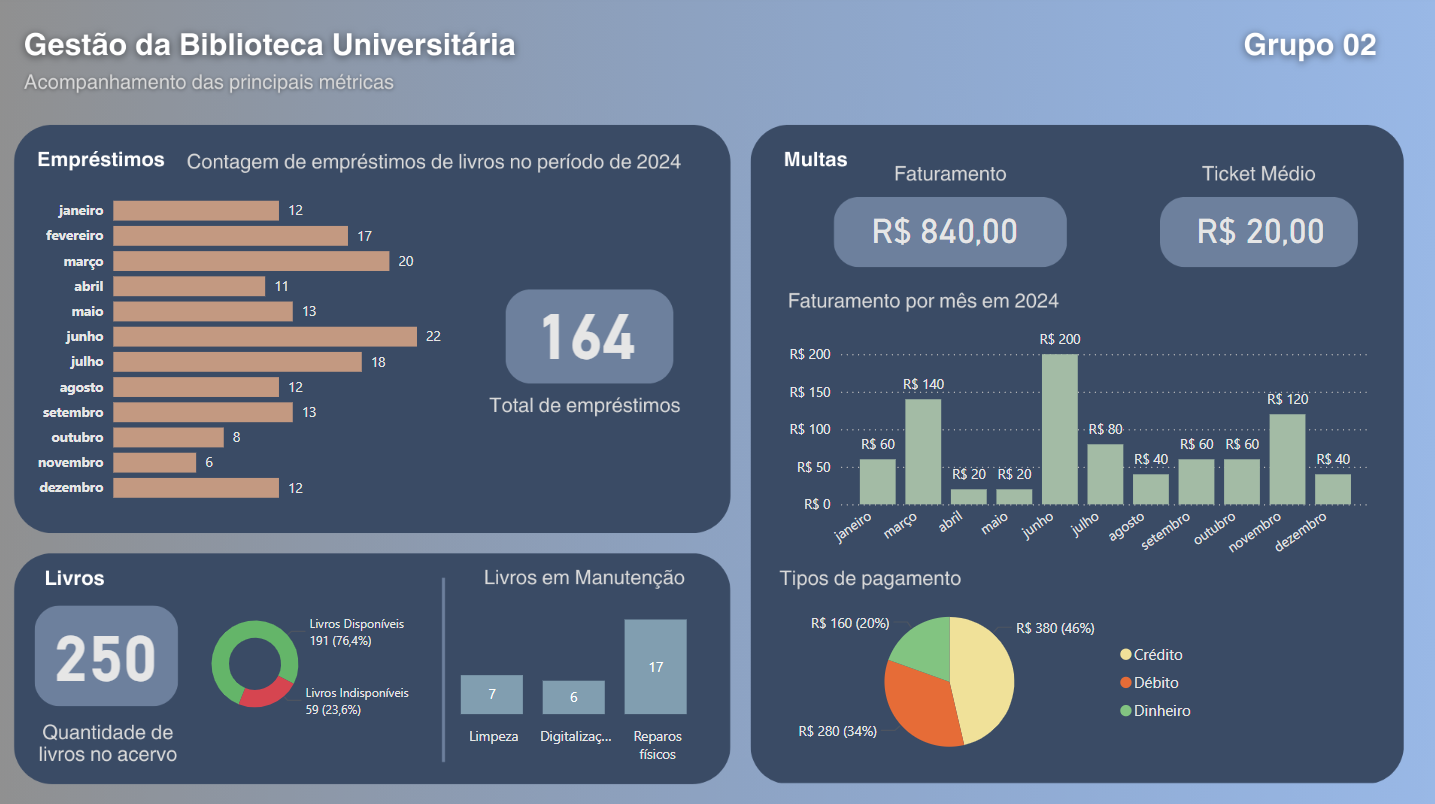 Gestão da Biblioteca Universitária
Acompanhamento das principais métricas
Grupo 02
Empréstimos
Contagem de empréstimos de livros no período de 2024
janeiro 12
fevereiro 17
março 20
abril 11
maio 13
junho 22
julho 18
agosto 12
setembro 13
outubro 8
novembro 6
dezembro 12
164
Total de empréstimos
Livros
250
Quantidade de
livros no acervo
Livros Disponíveis
191 (76,4%)
Livros Indisponíveis
59 (23,6%)
Livros em Manutenção
7
6
17
Limpeza
Digitalizaç...
Reparos
físicos
Multas
Faturamento
R$ 840,00
Ticket Médio
R$ 20,00
Faturamento por mês em 2024
R$ 200
R$ 150
R$ 100
R$ 50
R$ 0
R$ 60
R$ 140
R$ 20
R$ 20
R$ 200
R$ 80
R$ 40
R$ 60
R$ 60
R$ 120
R$ 40
janeiro
março
abril
maio
junho
julho
agosto
setembro
outubro
novembro
dezembro
Tipos de pagamento
R$ 160 (20%)
R$ 380 (46%)
R$ 280 (34%)
Crédito
Débito
Dinheiro